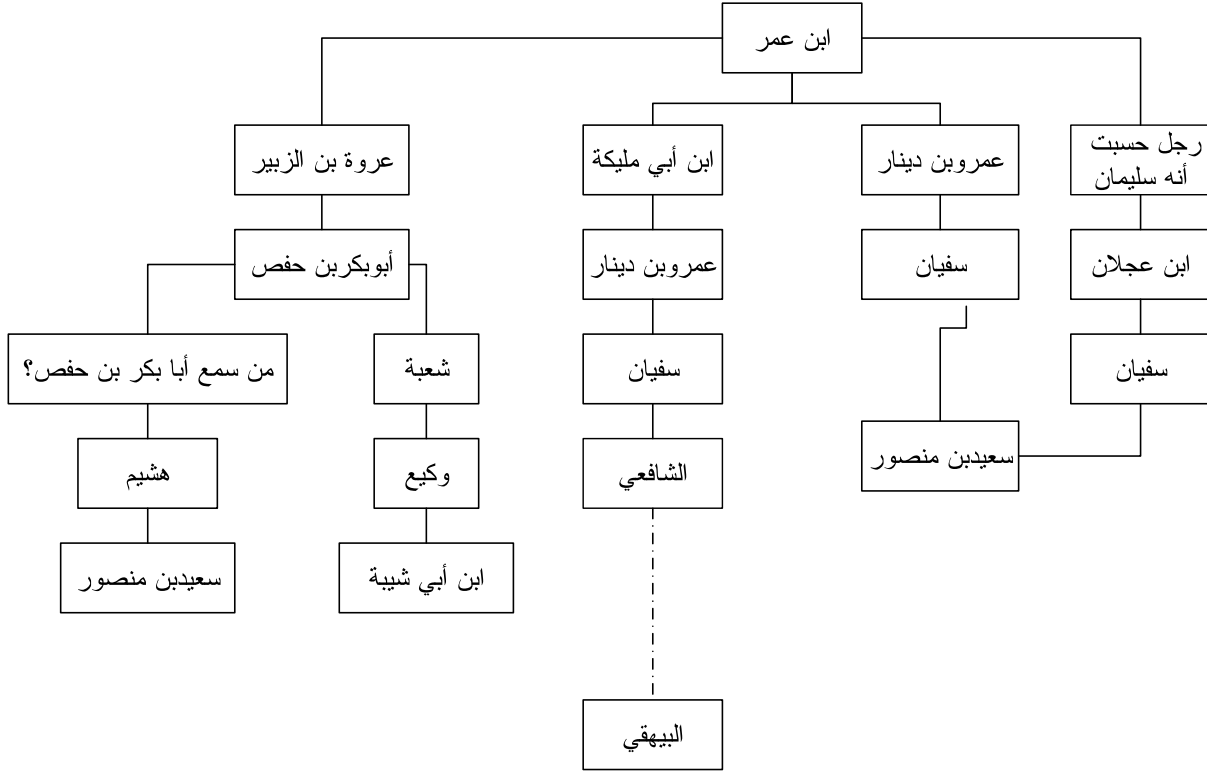 ابن عمر
رجل حسبت
أنه سليمان
عمروبن دينار
ابن أبي مليكة
عروة بن الزبير
ابن عجلان
سفيان
عمروبن دينار
أبوبكربن حفص
سفيان
سفيان
شعبة
من سمع أبا بكر بن حفص؟
سعيدبن منصور
الشافعي
وكيع
هشيم
ابن أبي شيبة
سعيدبن منصور
البيهقي